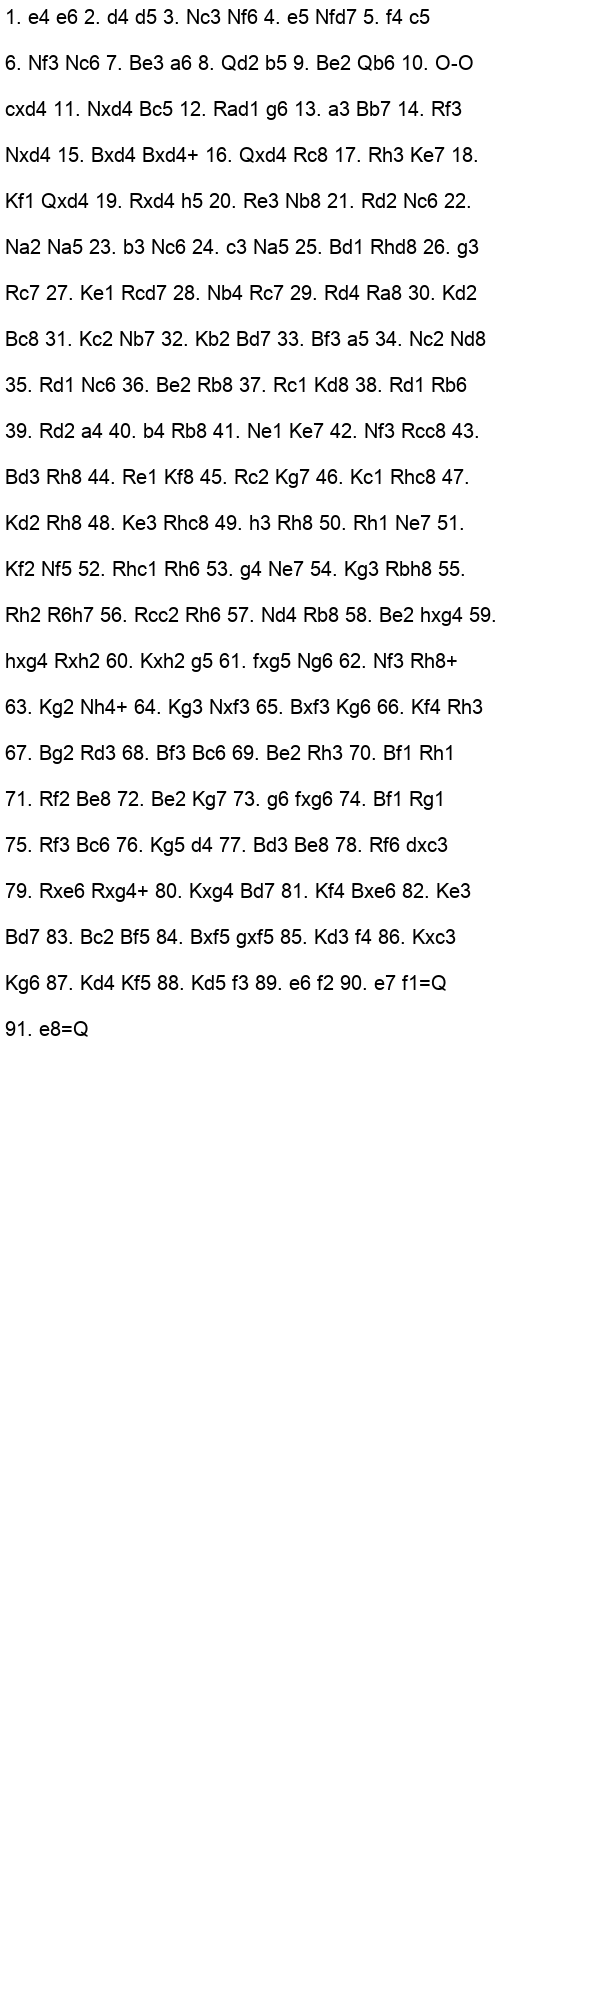 1. e4 e6 2. d4 d5 3. Nc3 Nf6 4. e5 Nfd7 5. f4 c5
6. Nf3 Nc6 7. Be3 a6 8. Qd2 b5 9. Be2 Qb6 10. O-O
cxd4 11. Nxd4 Bc5 12. Rad1 g6 13. a3 Bb7 14. Rf3
Nxd4 15. Bxd4 Bxd4+ 16. Qxd4 Rc8 17. Rh3 Ke7 18.
Kf1 Qxd4 19. Rxd4 h5 20. Re3 Nb8 21. Rd2 Nc6 22.
Na2 Na5 23. b3 Nc6 24. c3 Na5 25. Bd1 Rhd8 26. g3
Rc7 27. Ke1 Rcd7 28. Nb4 Rc7 29. Rd4 Ra8 30. Kd2
Bc8 31. Kc2 Nb7 32. Kb2 Bd7 33. Bf3 a5 34. Nc2 Nd8
35. Rd1 Nc6 36. Be2 Rb8 37. Rc1 Kd8 38. Rd1 Rb6
39. Rd2 a4 40. b4 Rb8 41. Ne1 Ke7 42. Nf3 Rcc8 43.
Bd3 Rh8 44. Re1 Kf8 45. Rc2 Kg7 46. Kc1 Rhc8 47.
Kd2 Rh8 48. Ke3 Rhc8 49. h3 Rh8 50. Rh1 Ne7 51.
Kf2 Nf5 52. Rhc1 Rh6 53. g4 Ne7 54. Kg3 Rbh8 55.
Rh2 R6h7 56. Rcc2 Rh6 57. Nd4 Rb8 58. Be2 hxg4 59.
hxg4 Rxh2 60. Kxh2 g5 61. fxg5 Ng6 62. Nf3 Rh8+
63. Kg2 Nh4+ 64. Kg3 Nxf3 65. Bxf3 Kg6 66. Kf4 Rh3
67. Bg2 Rd3 68. Bf3 Bc6 69. Be2 Rh3 70. Bf1 Rh1
71. Rf2 Be8 72. Be2 Kg7 73. g6 fxg6 74. Bf1 Rg1
75. Rf3 Bc6 76. Kg5 d4 77. Bd3 Be8 78. Rf6 dxc3
79. Rxe6 Rxg4+ 80. Kxg4 Bd7 81. Kf4 Bxe6 82. Ke3
Bd7 83. Bc2 Bf5 84. Bxf5 gxf5 85. Kd3 f4 86. Kxc3
Kg6 87. Kd4 Kf5 88. Kd5 f3 89. e6 f2 90. e7 f1=Q
91. e8=Q